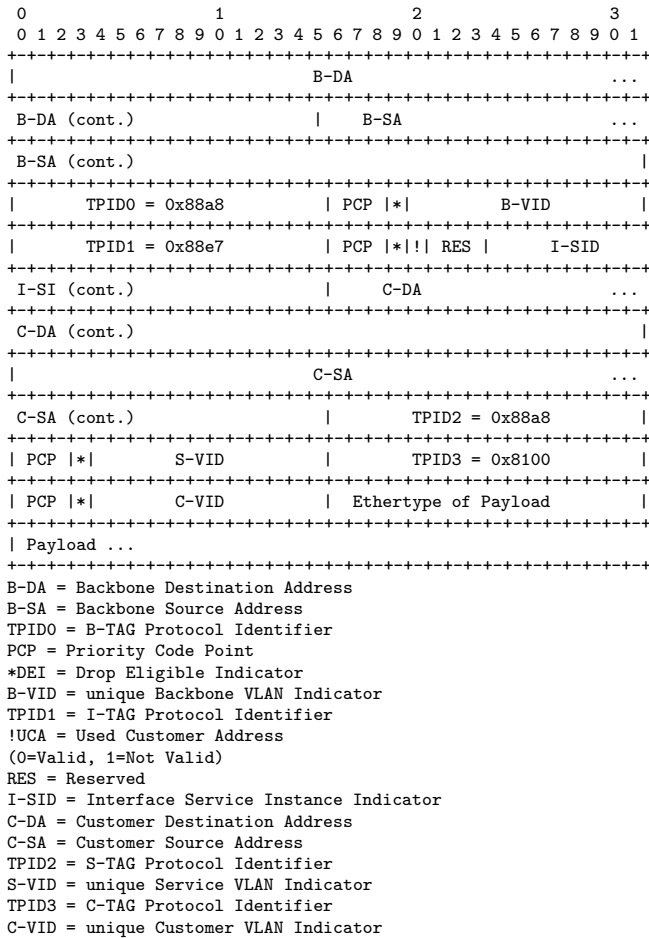 0                   1                   2                   3
 0 1 2 3 4 5 6 7 8 9 0 1 2 3 4 5 6 7 8 9 0 1 2 3 4 5 6 7 8 9 0 1
+-+-+-+-+-+-+-+-+-+-+-+-+-+-+-+-+-+-+-+-+-+-+-+-+-+-+-+-+-+-+-+-+
|                              B-DA                          ...
+-+-+-+-+-+-+-+-+-+-+-+-+-+-+-+-+-+-+-+-+-+-+-+-+-+-+-+-+-+-+-+-+
 B-DA (cont.)                  |    B-SA                     ...
+-+-+-+-+-+-+-+-+-+-+-+-+-+-+-+-+-+-+-+-+-+-+-+-+-+-+-+-+-+-+-+-+
 B-SA (cont.)                                                   |
+-+-+-+-+-+-+-+-+-+-+-+-+-+-+-+-+-+-+-+-+-+-+-+-+-+-+-+-+-+-+-+-+
|       TPID0 = 0x88a8          | PCP |*|         B-VID         |
+-+-+-+-+-+-+-+-+-+-+-+-+-+-+-+-+-+-+-+-+-+-+-+-+-+-+-+-+-+-+-+-+
|       TPID1 = 0x88e7          | PCP |*|!| RES |      I-SID
+-+-+-+-+-+-+-+-+-+-+-+-+-+-+-+-+-+-+-+-+-+-+-+-+-+-+-+-+-+-+-+-+
 I-SI (cont.)                   |     C-DA                   ...
+-+-+-+-+-+-+-+-+-+-+-+-+-+-+-+-+-+-+-+-+-+-+-+-+-+-+-+-+-+-+-+-+
 C-DA (cont.)                                                   |
+-+-+-+-+-+-+-+-+-+-+-+-+-+-+-+-+-+-+-+-+-+-+-+-+-+-+-+-+-+-+-+-+
|                              C-SA                          ...
+-+-+-+-+-+-+-+-+-+-+-+-+-+-+-+-+-+-+-+-+-+-+-+-+-+-+-+-+-+-+-+-+
 C-SA (cont.)                   |        TPID2 = 0x88a8         |
+-+-+-+-+-+-+-+-+-+-+-+-+-+-+-+-+-+-+-+-+-+-+-+-+-+-+-+-+-+-+-+-+
| PCP |*|        S-VID          |        TPID3 = 0x8100         |
+-+-+-+-+-+-+-+-+-+-+-+-+-+-+-+-+-+-+-+-+-+-+-+-+-+-+-+-+-+-+-+-+
| PCP |*|        C-VID          |  Ethertype of Payload         |
+-+-+-+-+-+-+-+-+-+-+-+-+-+-+-+-+-+-+-+-+-+-+-+-+-+-+-+-+-+-+-+-+
| Payload ...
+-+-+-+-+-+-+-+-+-+-+-+-+-+-+-+-+-+-+-+-+-+-+-+-+-+-+-+-+-+-+-+-+
B-DA = Backbone Destination Address
B-SA = Backbone Source Address
TPID0 = B-TAG Protocol Identifier
PCP = Priority Code Point
*DEI = Drop Eligible Indicator
B-VID = unique Backbone VLAN Indicator
TPID1 = I-TAG Protocol Identifier
!UCA = Used Customer Address
(0=Valid, 1=Not Valid)
RES = Reserved
I-SID = Interface Service Instance Indicator
C-DA = Customer Destination Address
C-SA = Customer Source Address
TPID2 = S-TAG Protocol Identifier
S-VID = unique Service VLAN Indicator
TPID3 = C-TAG Protocol Identifier
C-VID = unique Customer VLAN Indicator